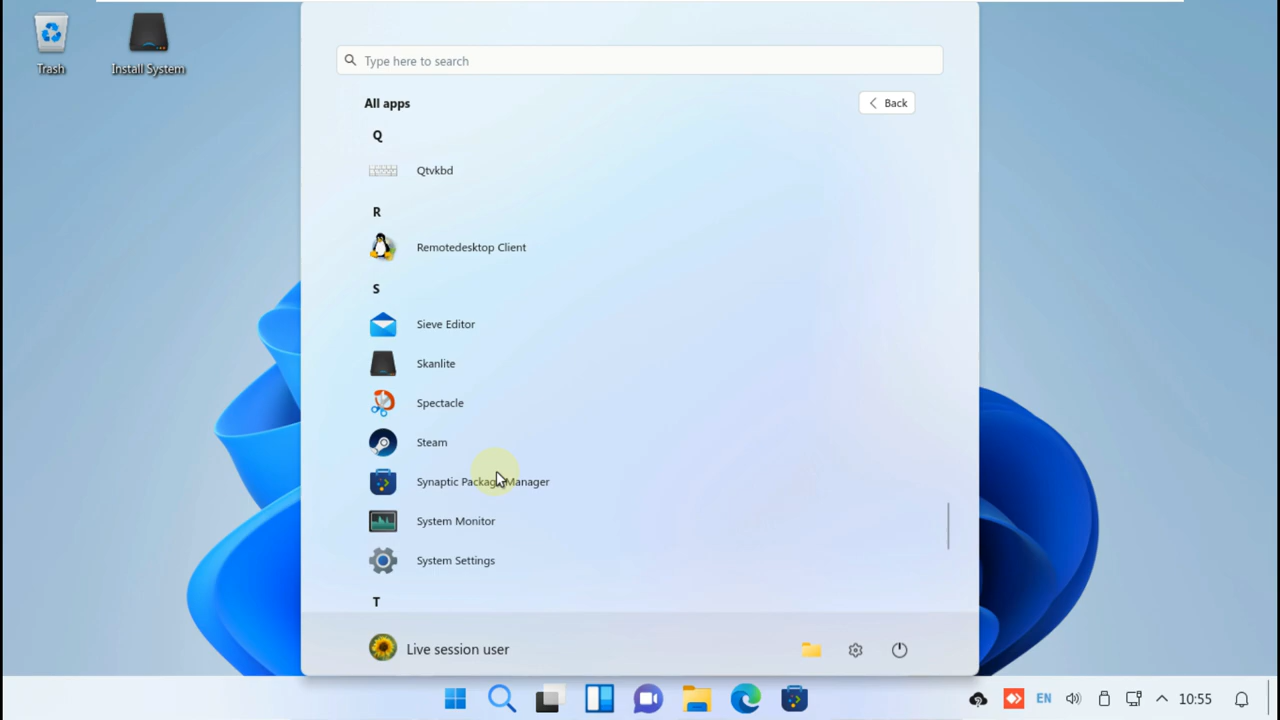 Trash
Install System
Type here to search
All apps
Back
Q
Qtvkbd
R
Remotedesktop Client
S
Sieve Editor
Skanlite
Spectacle
Steam
Synaptic Package Manager
System Monitor
System Settings
T
Live session user
EN
10:55